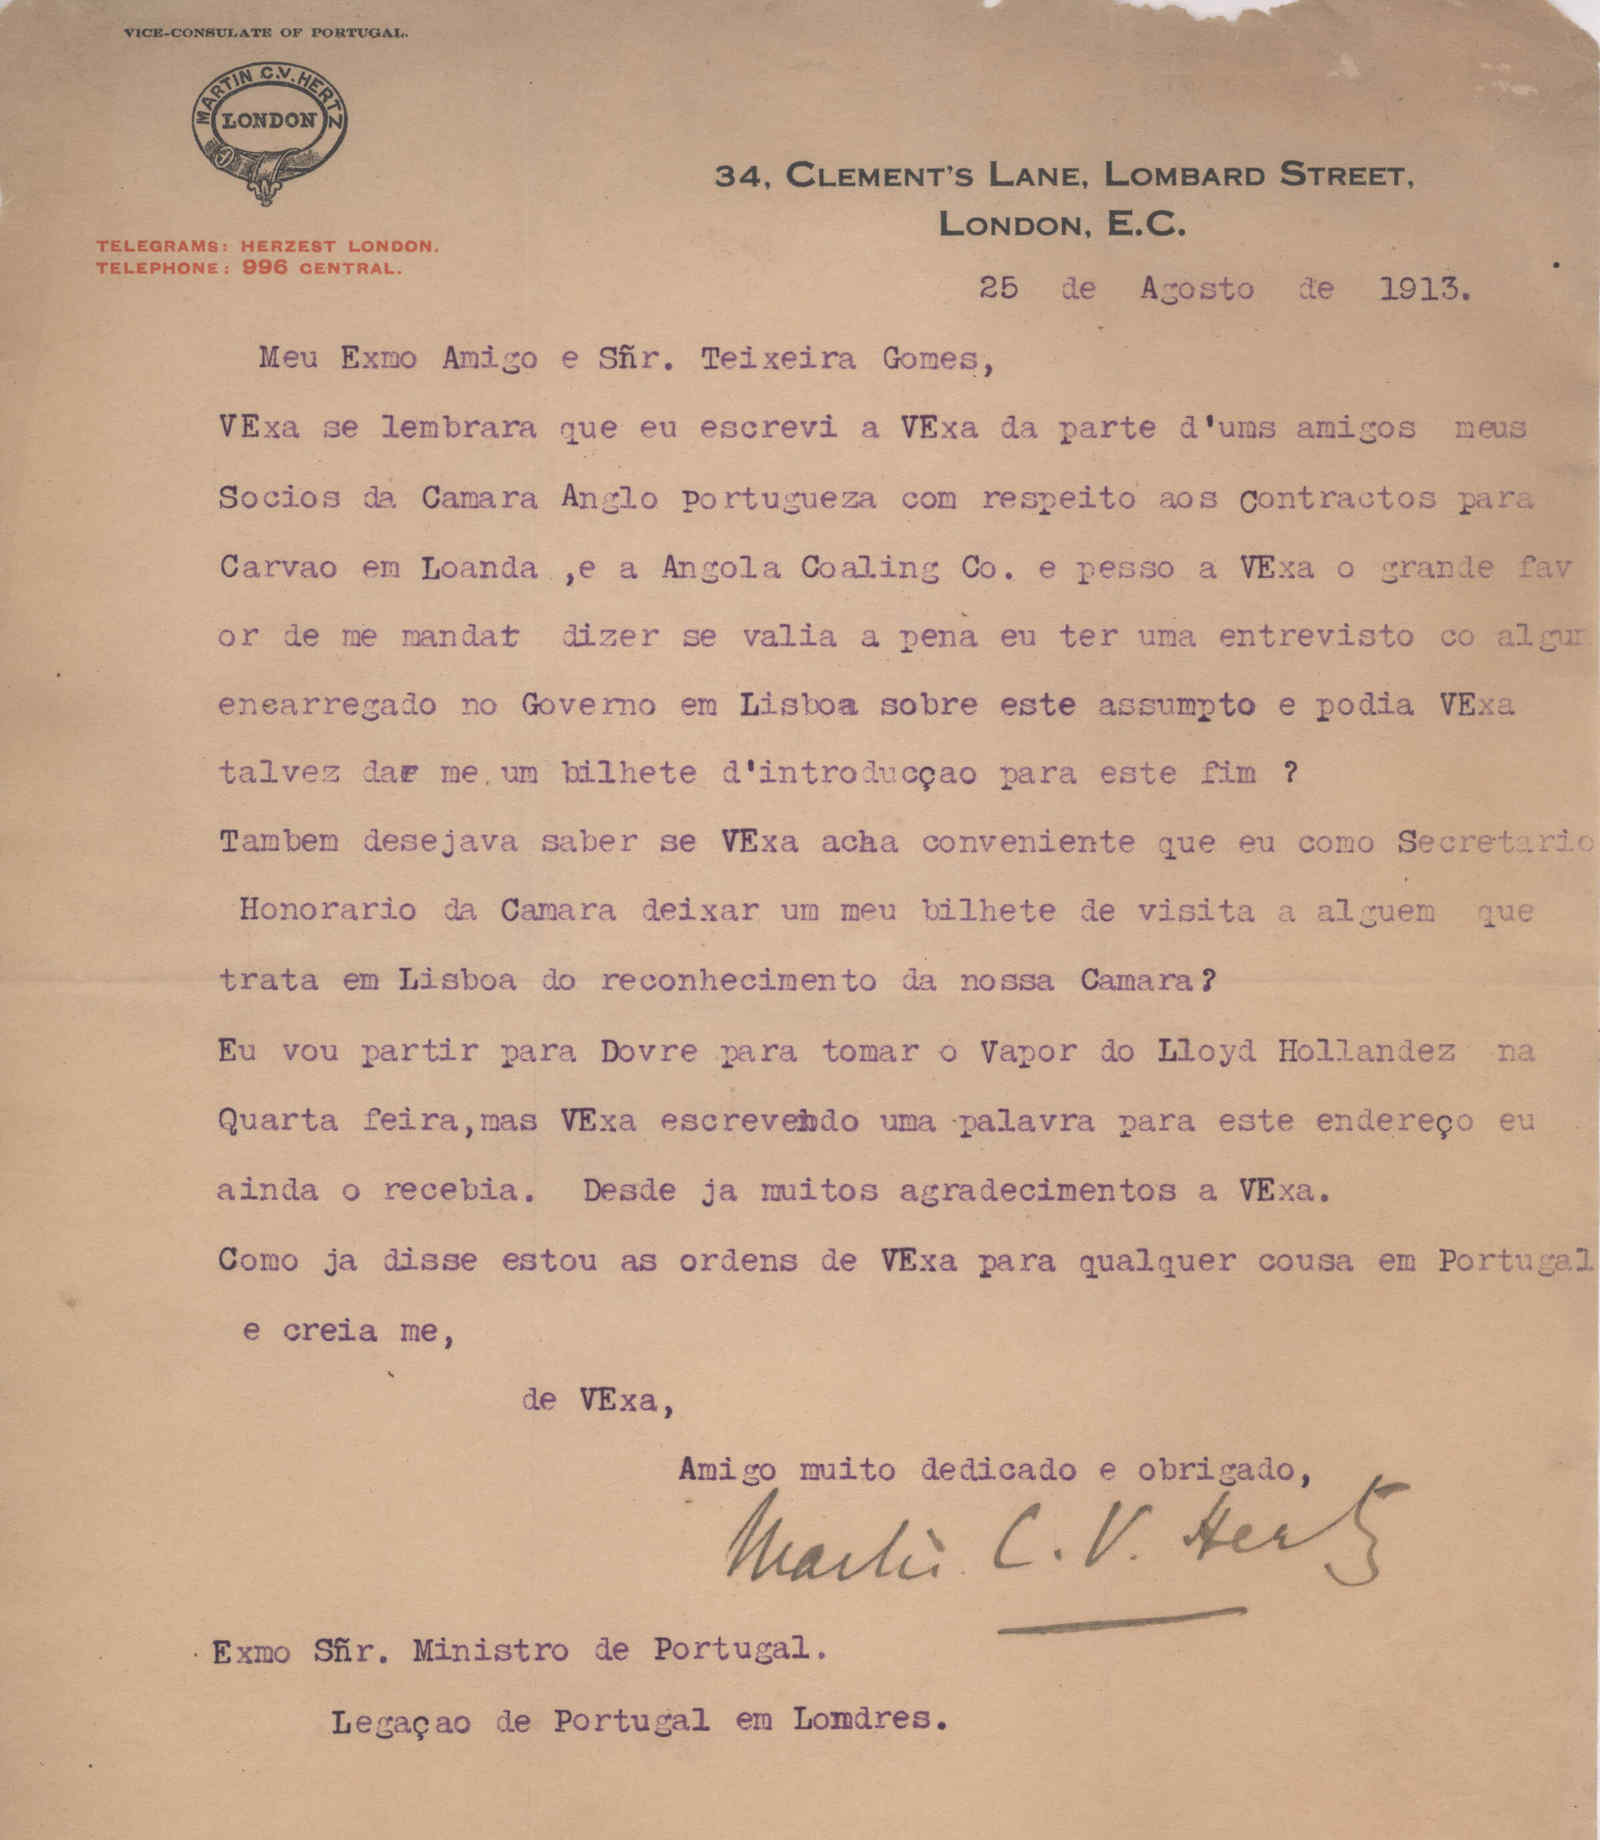 VICE-CONSULATE OF PORTUGAL.
MARTIN C.V. HERTZ
LONDON
34, CLEMENT'S LANE, LOMBARD STREET,
LONDON, E.C.
TELEGRAMS: HERZEST LONDON.
TELEPHONE: 996 CENTRAL.
25 de Agosto de 1913.
Meu Exmo Amigo e Sñr. Teixeira Gomes,
VExa se lembrara que eu escrevi a VExa da parte d'ums amigos meus
Socios da Camara Anglo Portugueza com respeito aos Contractos para
Carvao em Loanda ,e a Angola Coaling Co. e pesso a VExa o grande fav
or de me mandat dizer se valia a pena eu ter uma entrevisto co algum
encarregado no Governo em Lisboa sobre este assumpto e podia VExa
talvez dar me um bilhete d'introducçao para este fim ?
Tambem desejava saber se VExa acha conveniente que eu como Secretario
Honorario da Camara deixar um meu bilhete de visita a alguem que
trata em Lisboa do reconhecimento da nossa Camara?
Eu vou partir para Dovre para tomar o Vapor do Lloyd Hollandez na
Quarta feira,mas VExa escrevendo uma palavra para este endereço eu
ainda o recebia. Desde ja muitos agradecimentos a VExa.
Como ja disse estou as ordens de VExa para qualquer cousa em Portugal
e creia me,
de VExa,
Amigo muito dedicado e obrigado,
Martin C. V. Hertz
Exmo Sñr. Ministro de Portugal.
Legaçao de Portugal em Londres.